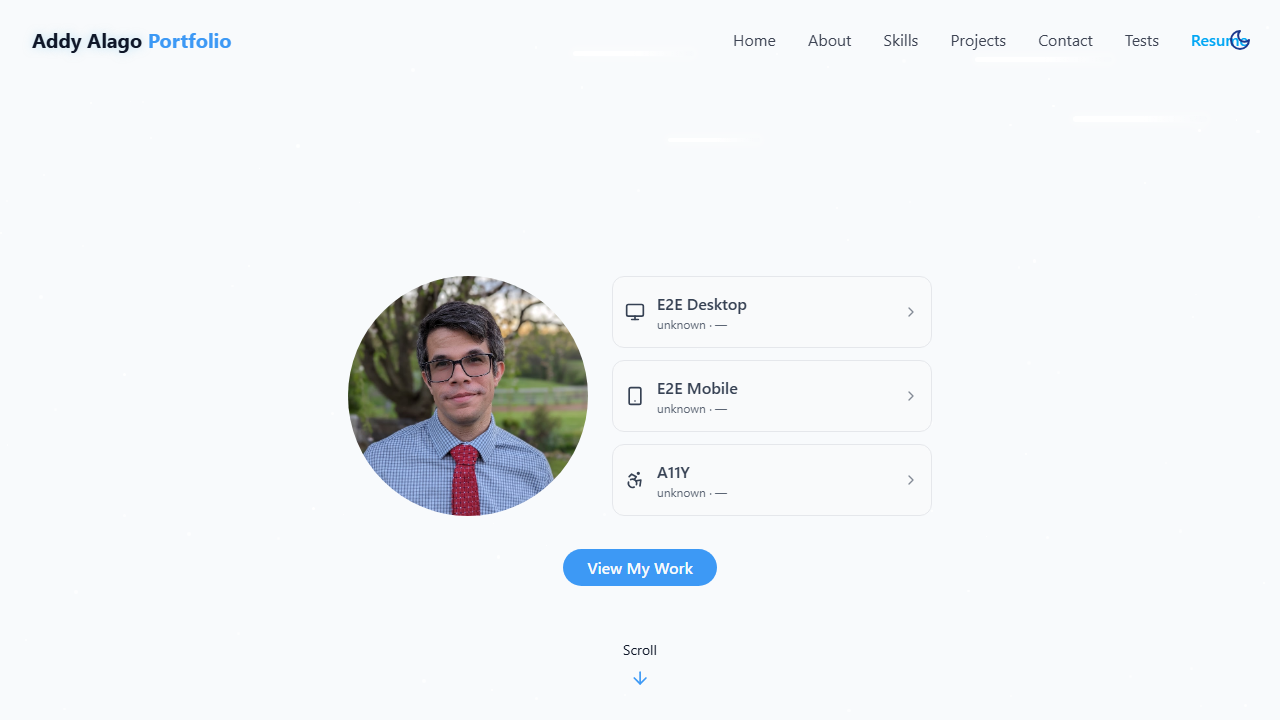 Addy Alago Portfolio
Home About Skills Projects Contact Tests Resume
E2E Desktop
unknown · —
E2E Mobile
unknown · —
A11Y
unknown · —
View My Work
Scroll